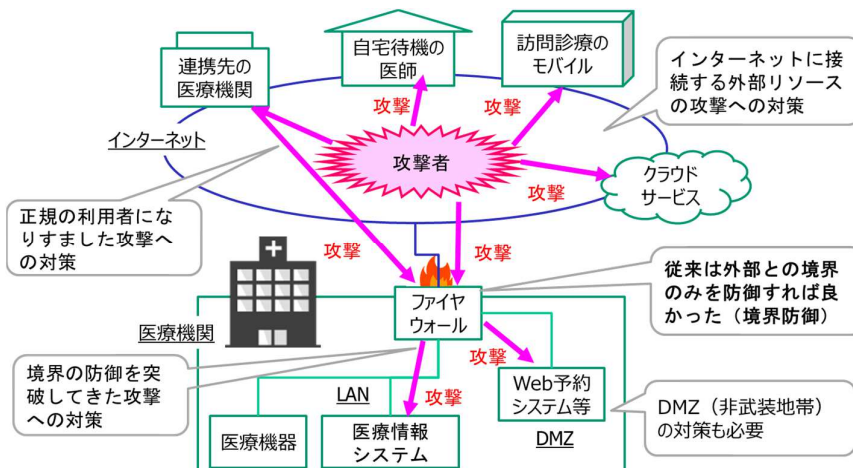 連携先の
医療機関
自宅待機の
医師
訪問診療の
モバイル
インターネットに接
続する外部リソース
の攻撃への対策
攻撃
攻撃
インターネット
攻撃者
攻撃
クラウド
サービス
正規の利用者にな
りすました攻撃へ
の対策
攻撃
攻撃
従来は外部との境界
のみを防御すれば良
かった（境界防御）
ファイヤ
ウォール
医療機関
境界の防御を突
破してきた攻撃
への対策
攻撃
LAN
攻撃
Web予約
システム等
DMZ
DMZ（非武装地帯）
の対策も必要
医療機器
医療情報
システム